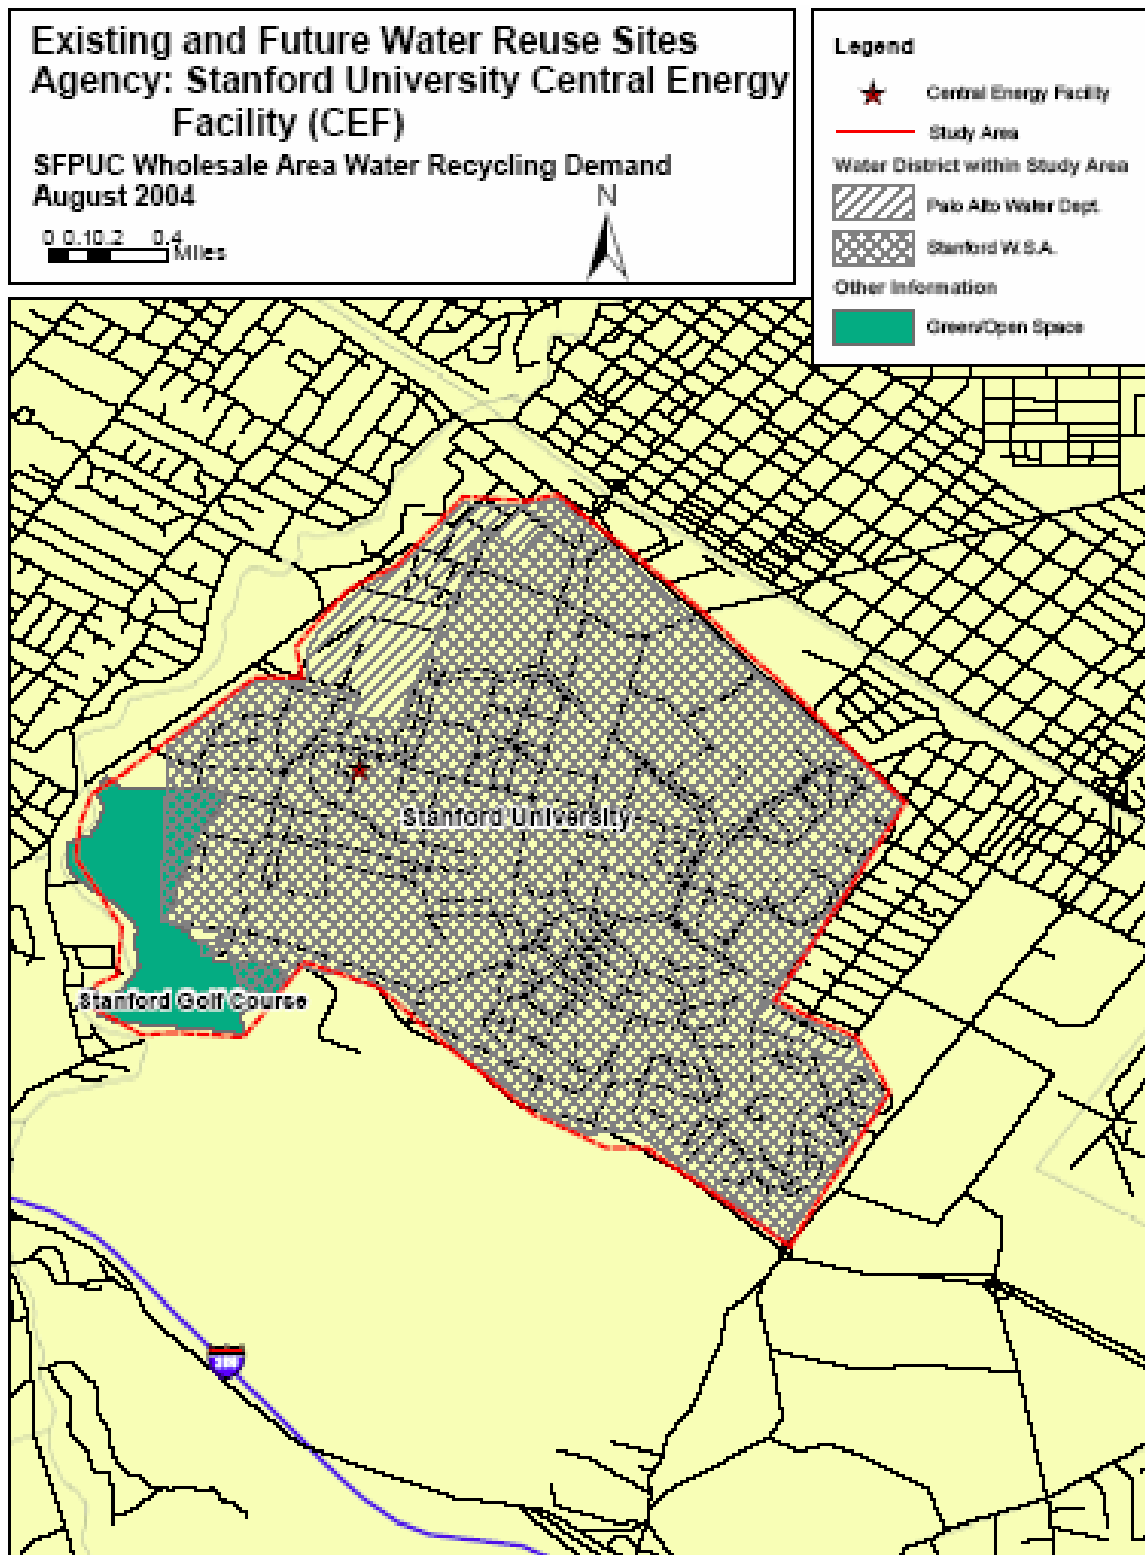 Existing and Future Water Reuse Sites
Agency: Stanford University Central Energy
Facility (CEF)
SFPUC Wholesale Area Water Recycling Demand
August 2004
N
0 0.10.2 0.4
Miles
Legend
Central Energy Facility
Study Area
Water District within Study Area
Palo Alto Water Dept.
Stanford W.S.A.
Other Information
Green/Open Space
Stanford University
Stanford Golf Course